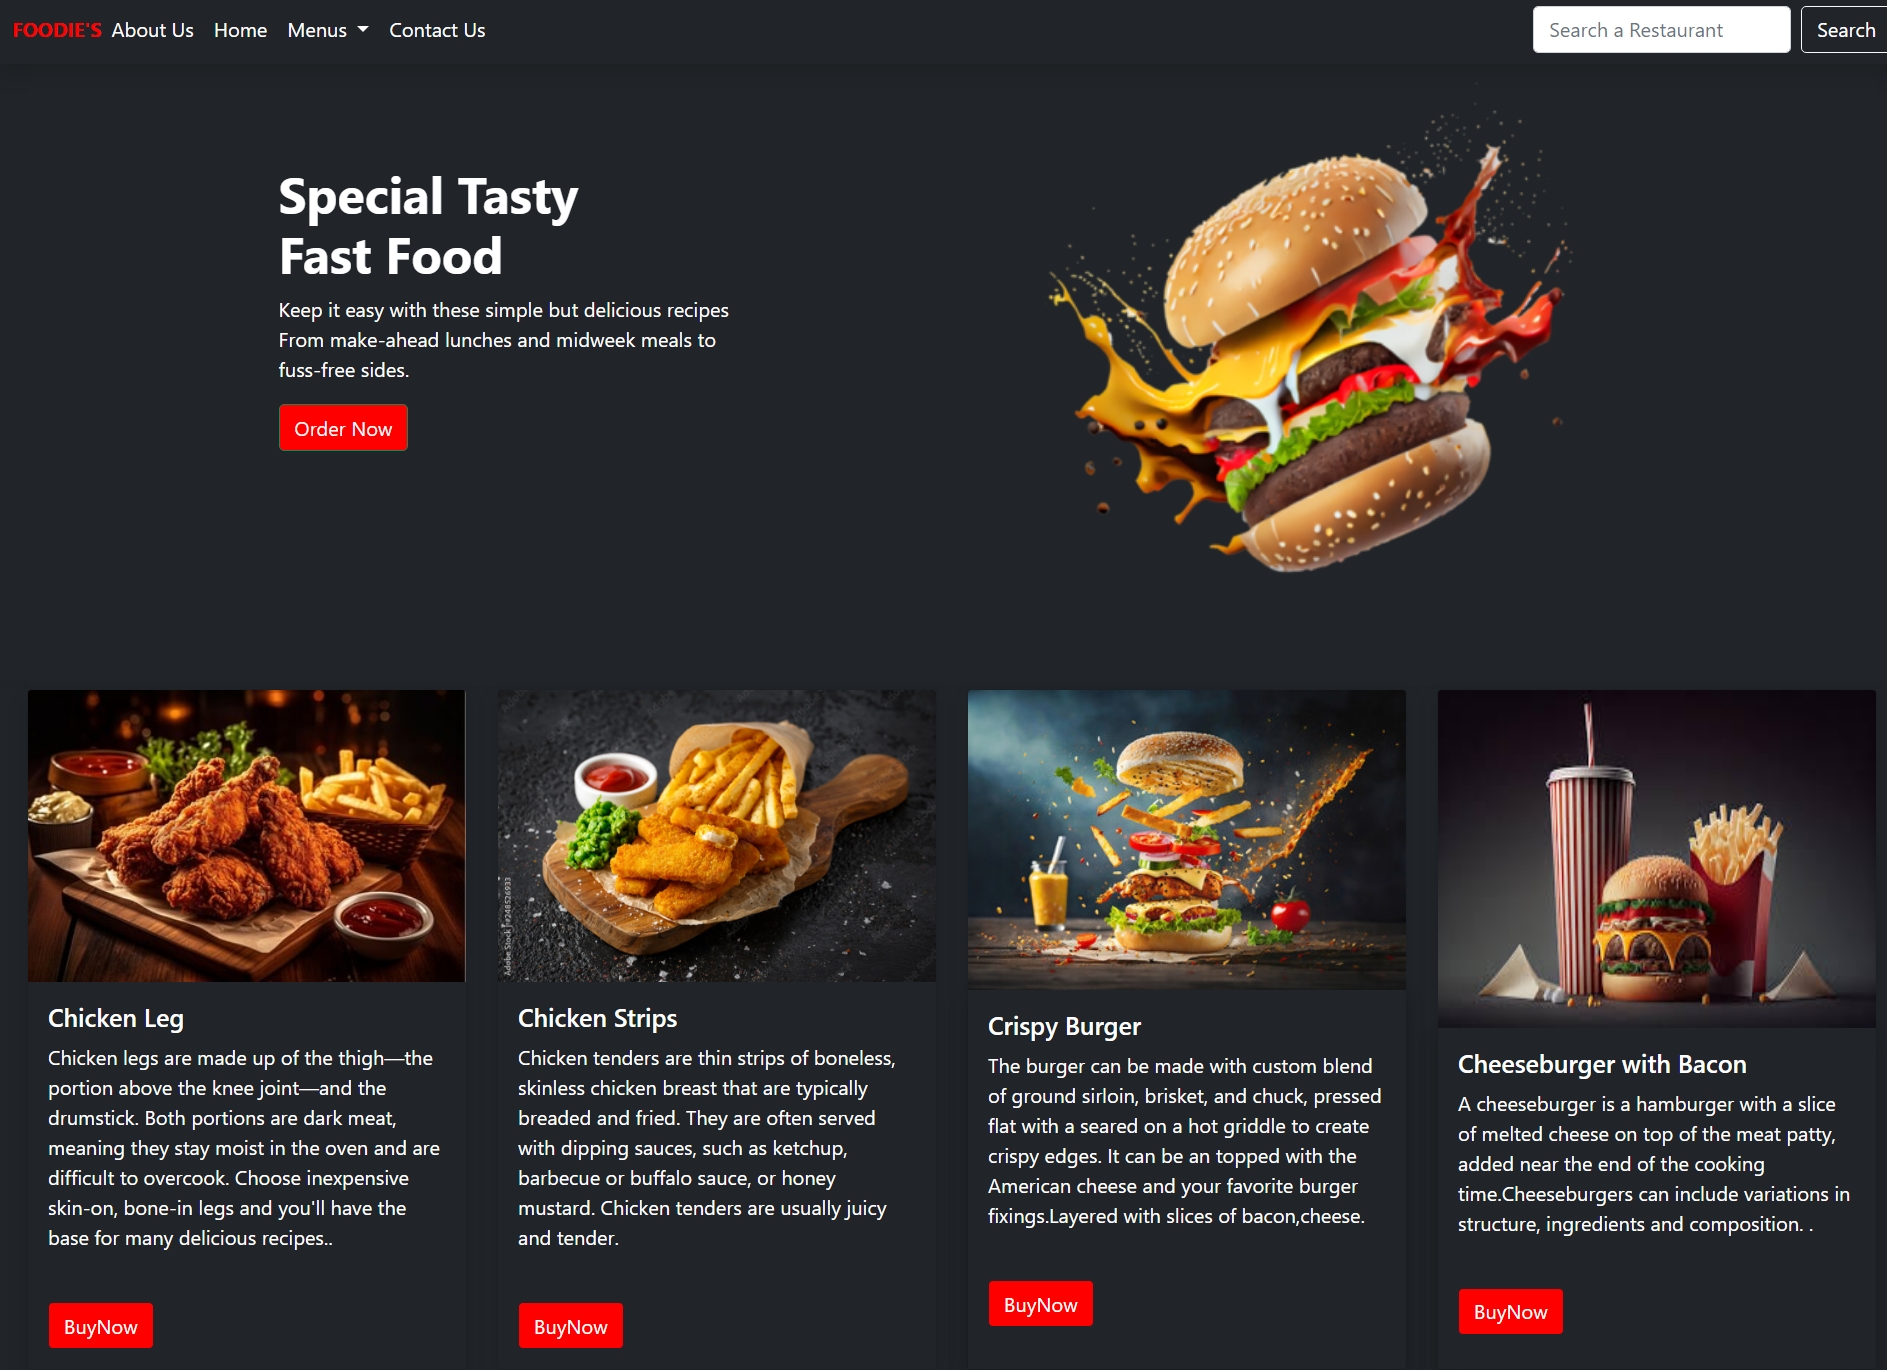 FOODIE'S About Us Home Menus Contact Us Search a Restaurant Search
Special Tasty
Fast Food
Keep it easy with these simple but delicious recipes
From make-ahead lunches and midweek meals to
fuss-free sides.
Order Now
Adobe Stock | #248526933
Chicken Leg
Chicken legs are made up of the thigh—the
portion above the knee joint—and the
drumstick. Both portions are dark meat,
meaning they stay moist in the oven and are
difficult to overcook. Choose inexpensive
skin-on, bone-in legs and you'll have the
base for many delicious recipes..
BuyNow
Chicken Strips
Chicken tenders are thin strips of boneless,
skinless chicken breast that are typically
breaded and fried. They are often served
with dipping sauces, such as ketchup,
barbecue or buffalo sauce, or honey
mustard. Chicken tenders are usually juicy
and tender.
BuyNow
Crispy Burger
The burger can be made with custom blend
of ground sirloin, brisket, and chuck, pressed
flat with a seared on a hot griddle to create
crispy edges. It can be an topped with the
American cheese and your favorite burger
fixings.Layered with slices of bacon,cheese.
BuyNow
Cheeseburger with Bacon
A cheeseburger is a hamburger with a slice
of melted cheese on top of the meat patty,
added near the end of the cooking
time.Cheeseburgers can include variations in
structure, ingredients and composition. .
BuyNow